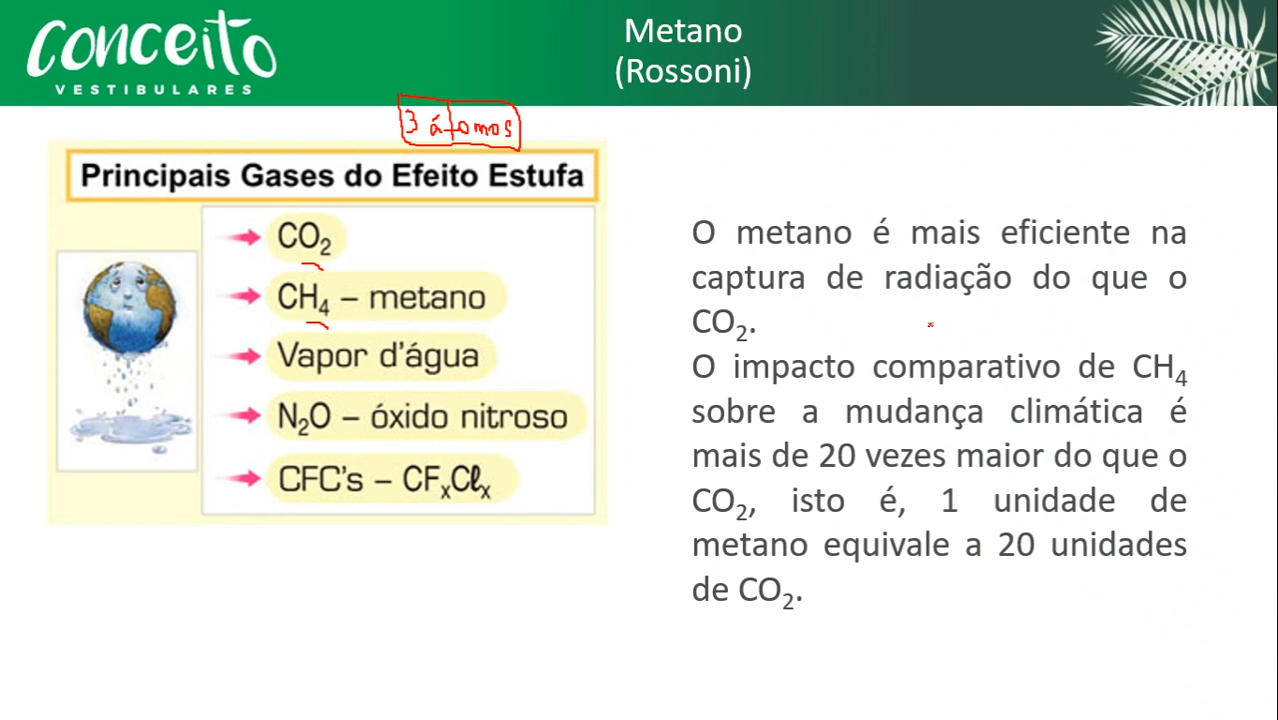 conceito
VESTIBULARES
Metano
(Rossoni)
3 átomos
Principais Gases do Efeito Estufa
CO₂
CH₄ – metano
Vapor d'água
N₂O – óxido nitroso
CFC's – CFₓCℓₓ
O metano é mais eficiente na
captura de radiação do que o
CO₂.
O impacto comparativo de CH₄
sobre a mudança climática é
mais de 20 vezes maior do que o
CO₂, isto é, 1 unidade de
metano equivale a 20 unidades
de CO₂.